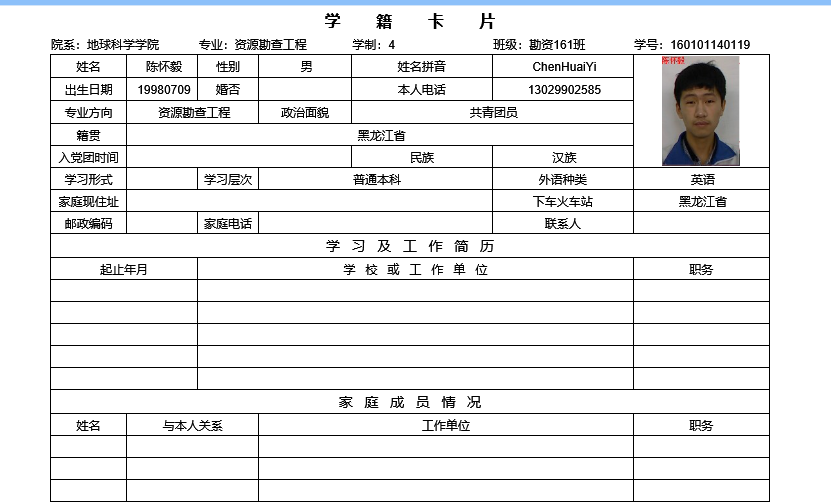 学 籍 卡 片
院系：地球科学学院 专业：资源勘查工程 学制：4 班级：勘资161班 学号：160101140119
姓名 陈怀毅 性别 男 姓名拼音 ChenHuaiYi
陈怀毅
出生日期 19980709 婚否 本人电话 13029902585
专业方向 资源勘查工程 政治面貌 共青团员
籍贯 黑龙江省
入党团时间 民族 汉族
学习形式 学习层次 普通本科 外语种类 英语
家庭现住址 下车火车站 黑龙江省
邮政编码 家庭电话 联系人
学 习 及 工 作 简 历
起止年月 学 校 或 工 作 单 位 职务
家 庭 成 员 情 况
姓名 与本人关系 工作单位 职务